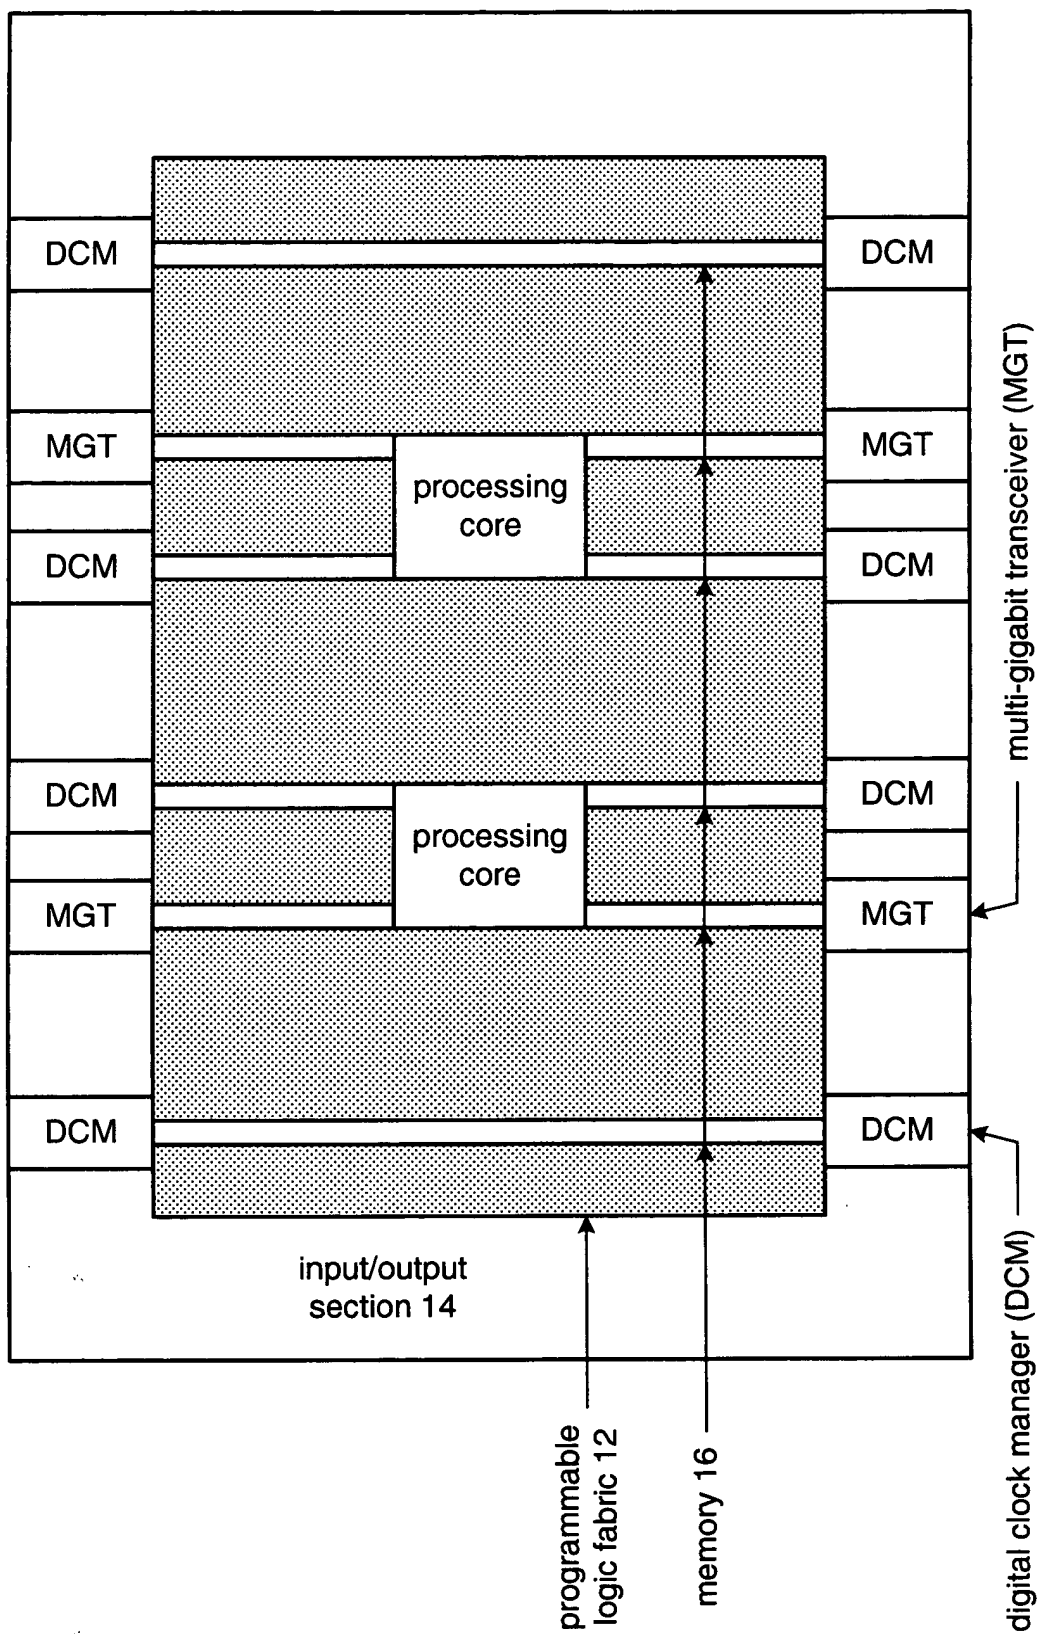 DCM
DCM
MGT
MGT
processing
core
DCM
DCM
multi-gigabit transceiver (MGT)
DCM
DCM
processing
core
MGT
MGT
DCM
DCM
input/output
section 14
programmable
logic fabric 12
memory 16
digital clock manager (DCM)